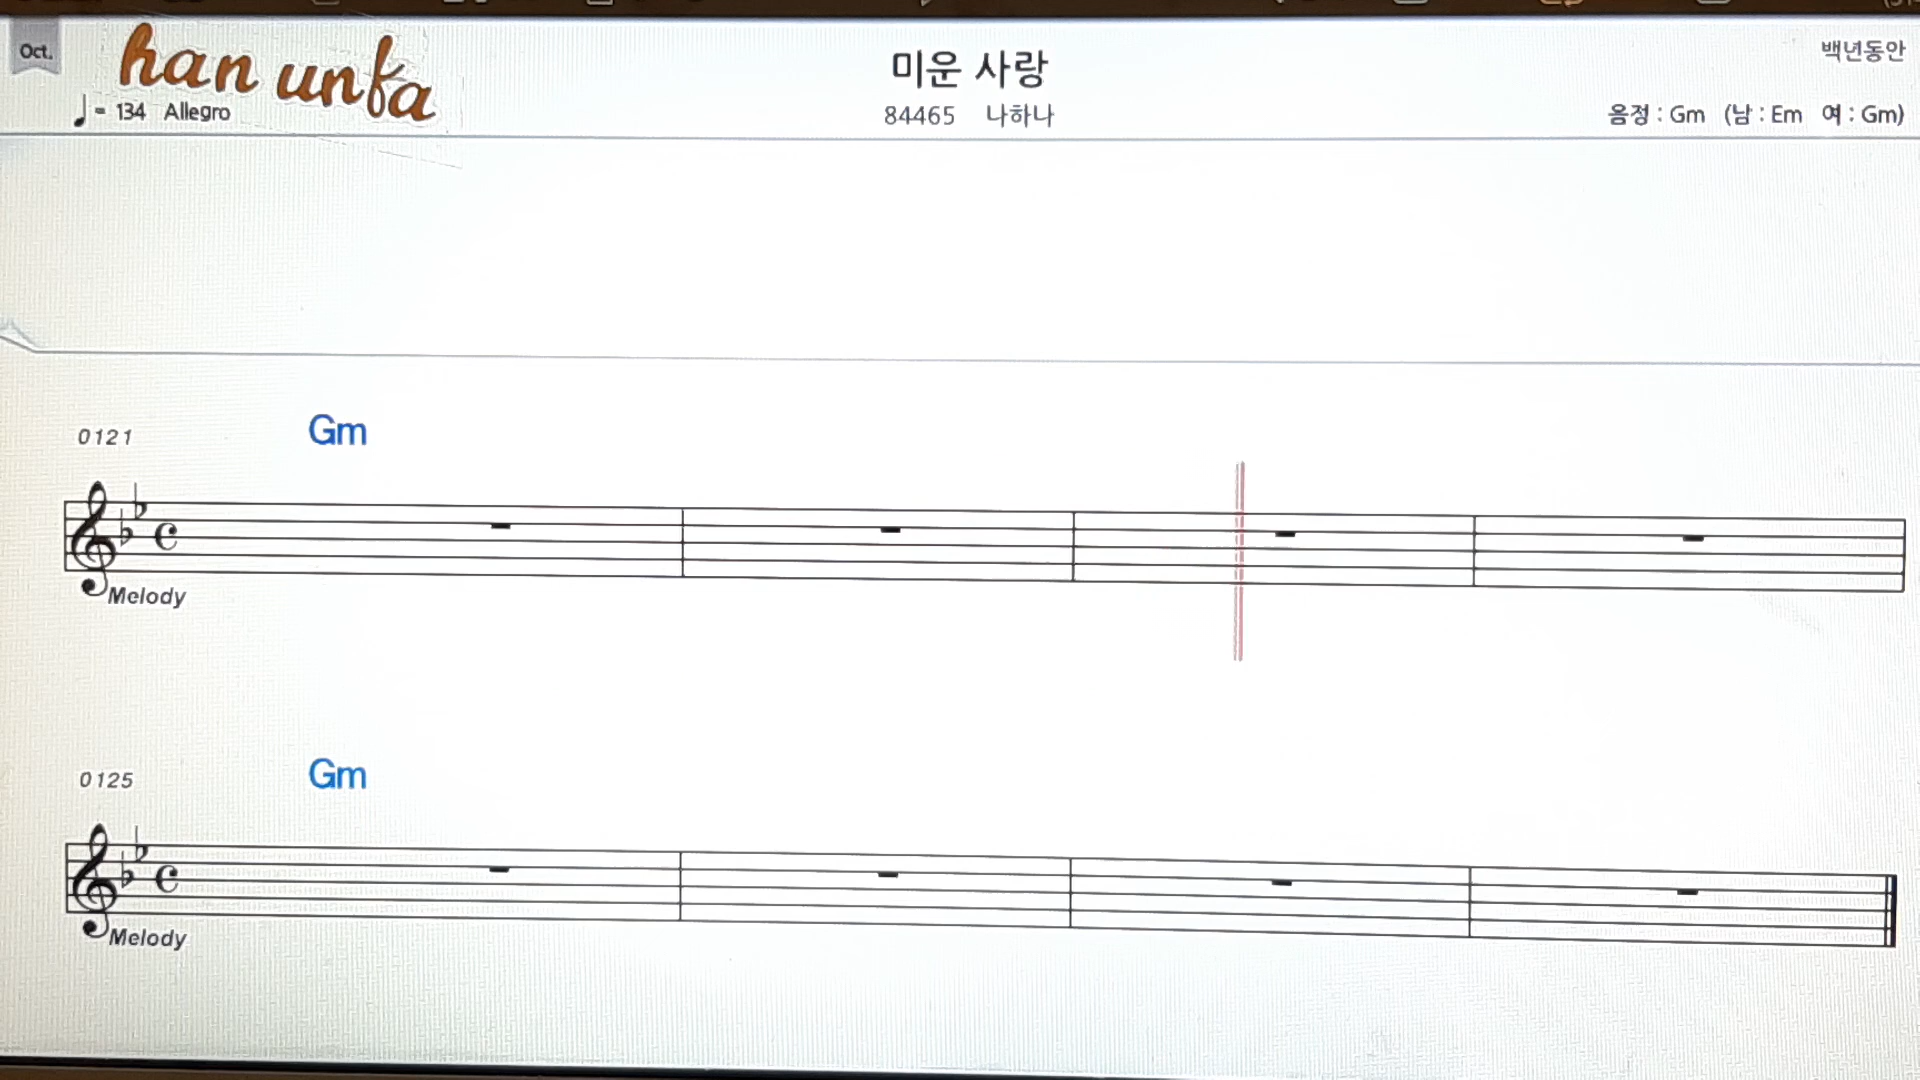 Oct.
han unfa
미운 사랑
백년동안
♩= 134 Allegro
84465 나하나
음정 : Gm (남 : Em 여 : Gm)
0121 Gm
Melody
0125 Gm
Melody